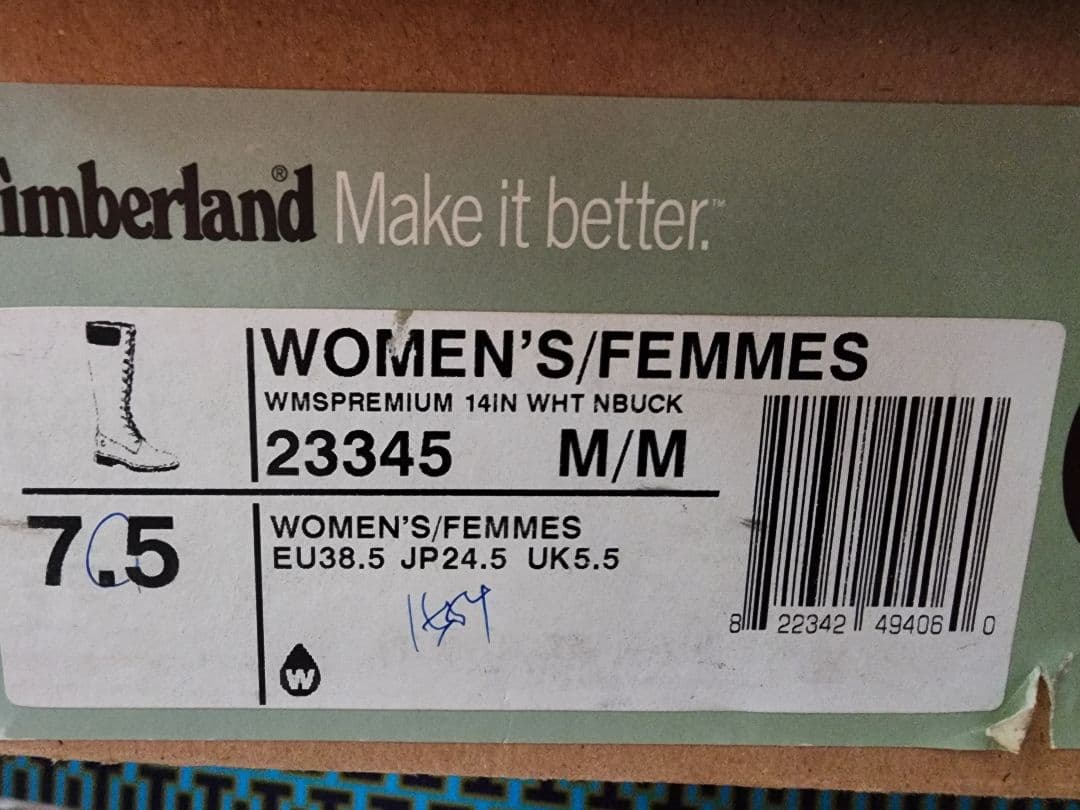 imberland® Make it better.™
WOMEN'S/FEMMES
WMSPREMIUM 14IN WHT NBUCK
23345 M/M
7.5
WOMEN'S/FEMMES
EU38.5 JP24.5 UK5.5
W
8 22342 49406 0